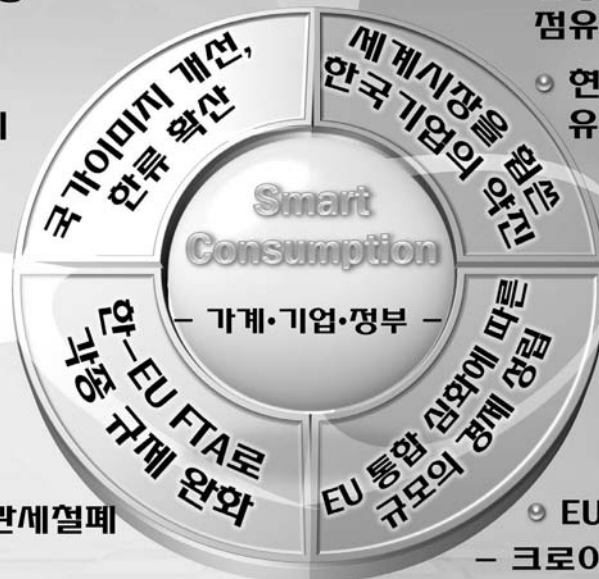 점유
현
유
국가이미지 개선,
한류 확산
세계시장을 휩쓴
한국기업의 약진
Smart
Consumption
– 가계·기업·정부 –
한–EU FTA로
각종 규제 완화
EU 통합 심화에 따른
규모의 경제 성립
관세철폐
EU
– 크로아